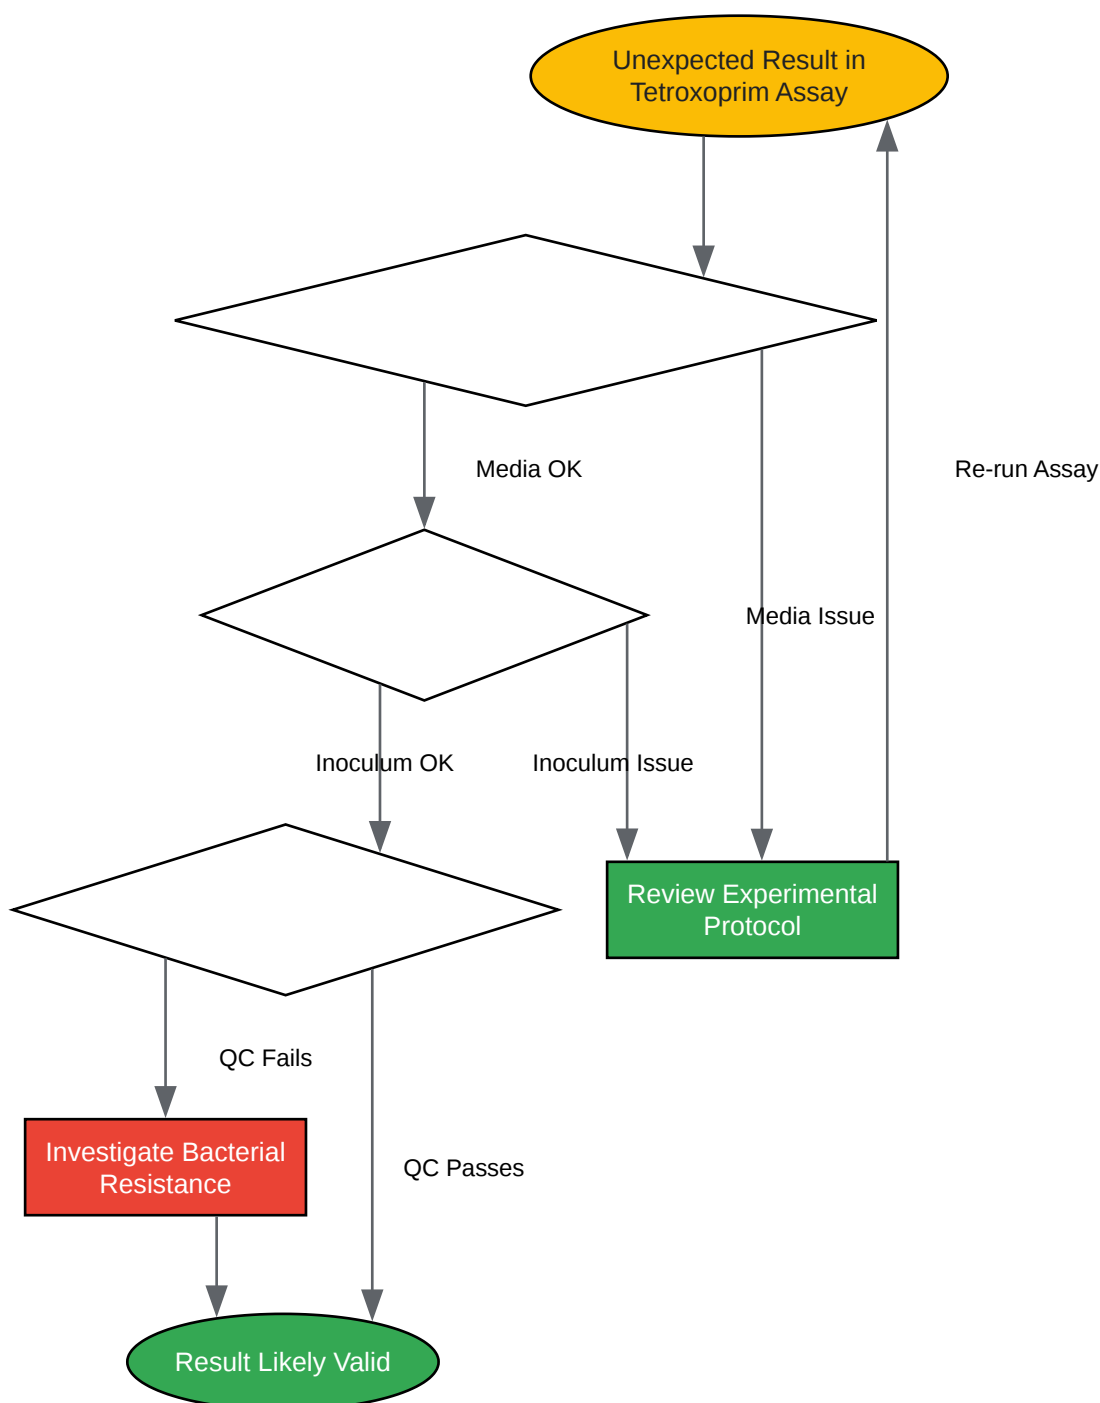 Unexpected Result in
Tetroxoprim Assay
Media OK
Re-run Assay
Media Issue
Inoculum OK
Inoculum Issue
Review Experimental
Protocol
QC Fails
Investigate Bacterial
Resistance
QC Passes
Result Likely Valid